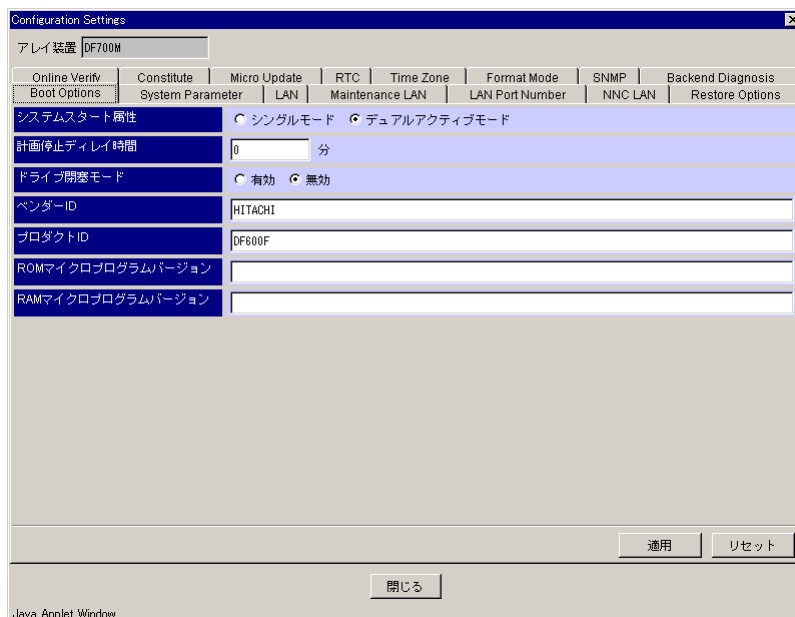 Configuration Settings
アレイ装置 DF700M
Online Verify Constitute Micro Update RTC Time Zone Format Mode SNMP Backend Diagnosis
Boot Options System Parameter LAN Maintenance LAN LAN Port Number NNC LAN Restore Options
システムスタート属性 シングルモード デュアルアクティブモード
計画停止ディレイ時間 0 分
ドライブ閉塞モード 有効 無効
ベンダーID HITACHI
プロダクトID DF600F
ROMマイクロプログラムバージョン
RAMマイクロプログラムバージョン
適用 リセット
閉じる
Java Applet Window